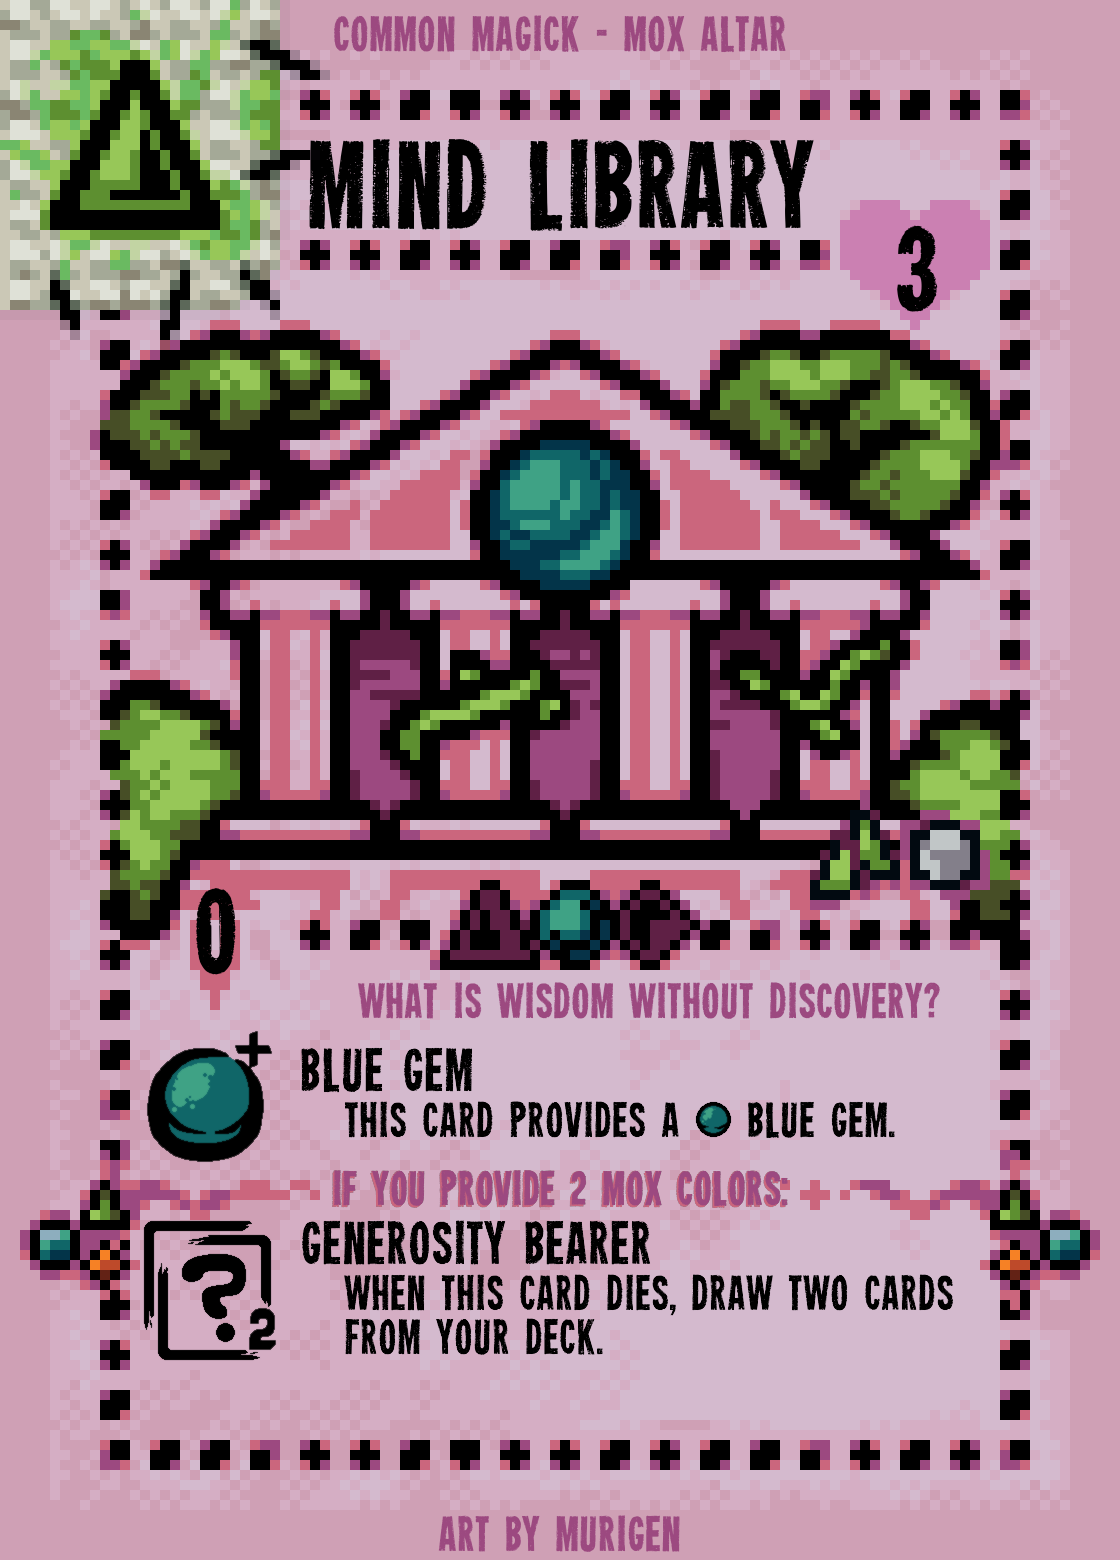 COMMON MAGICK - MOX ALTAR
MIND LIBRARY
3
0
WHAT IS WISDOM WITHOUT DISCOVERY?
BLUE GEM
THIS CARD PROVIDES A BLUE GEM.
IF YOU PROVIDE 2 MOX COLORS:
GENEROSITY BEARER
?2
WHEN THIS CARD DIES, DRAW TWO CARDS
FROM YOUR DECK.
ART BY MURIGEN